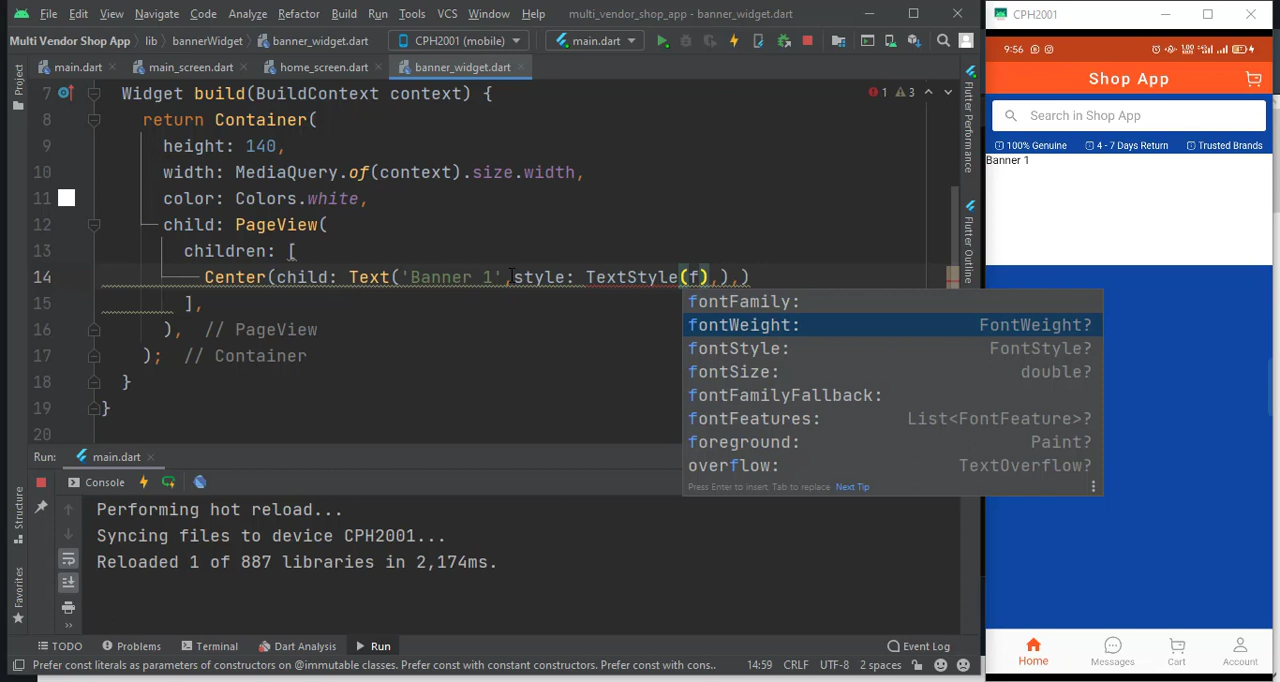 File Edit View Navigate Code Analyze Refactor Build Run Tools VCS Window Help multi_vendor_shop_app - banner_widget.dart
Multi Vendor Shop App lib bannerWidget banner_widget.dart CPH2001 (mobile) main.dart
Project
main.dart main_screen.dart home_screen.dart banner_widget.dart
7 Widget build(BuildContext context) {
1 3
8 return Container(
9 height: 140,
10 width: MediaQuery.of(context).size.width,
11 color: Colors.white,
12 child: PageView(
13 children: [
14 Center(child: Text('Banner 1',style: TextStyle(f),),)
15 ],
16 ), // PageView
17 ); // Container
18 }
19 }
20
fontFamily:
fontWeight: FontWeight?
fontStyle: FontStyle?
fontSize: double?
fontFamilyFallback:
fontFeatures: List<FontFeature>?
foreground: Paint?
overflow: TextOverflow?
Press Enter to insert, Tab to replace Next Tip
Flutter Performance
Flutter Outline
Run: main.dart
Console
Performing hot reload...
Syncing files to device CPH2001...
Reloaded 1 of 887 libraries in 2,174ms.
Structure
Favorites
TODO Problems Terminal Dart Analysis Run Event Log
Prefer const literals as parameters of constructors on @immutable classes. Prefer const with constant constructors. Prefer const with cons.. 14:59 CRLF UTF-8 2 spaces
CPH2001
9:56
Shop App
Search in Shop App
100% Genuine 4 - 7 Days Return Trusted Brands
Banner 1
Home Messages Cart Account